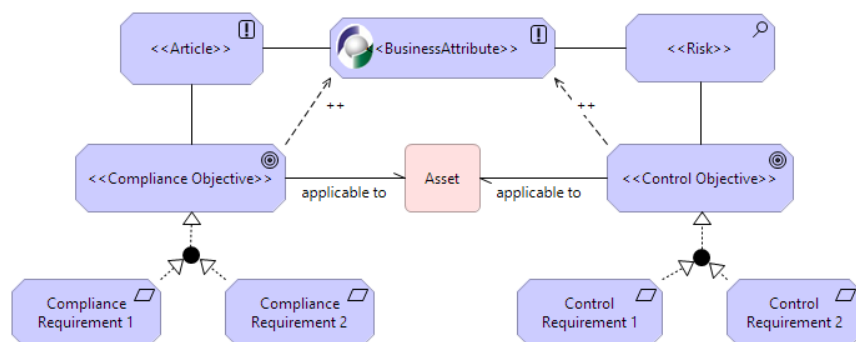 <<Article>>
<<BusinessAttribute>>
<<Risk>>
++
++
<<Compliance Objective>>
applicable to
Asset
applicable to
<<Control Objective>>
Compliance
Requirement 1
Compliance
Requirement 2
Control
Requirement 1
Control
Requirement 2